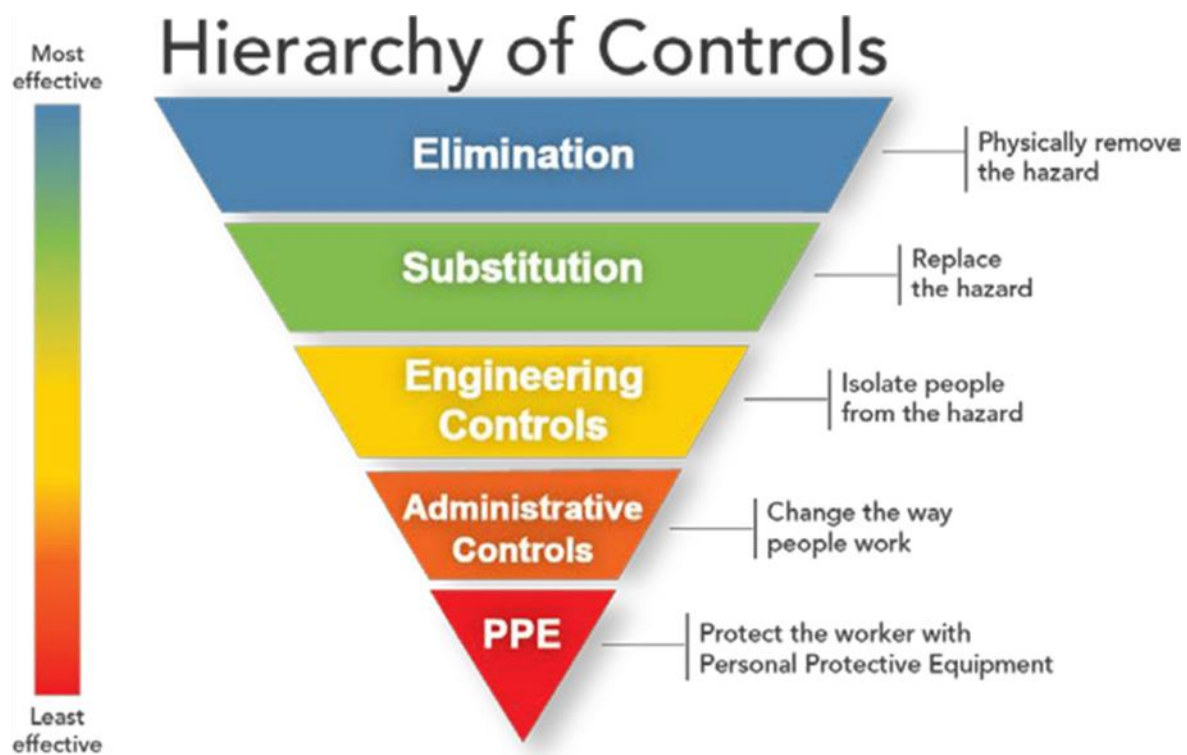 Hierarchy of Controls
Most
effective
Elimination
Physically remove
the hazard
Substitution
Replace
the hazard
Engineering
Controls
Isolate people
from the hazard
Administrative
Controls
Change the way
people work
PPE
Protect the worker with
Personal Protective Equipment
Least
effective